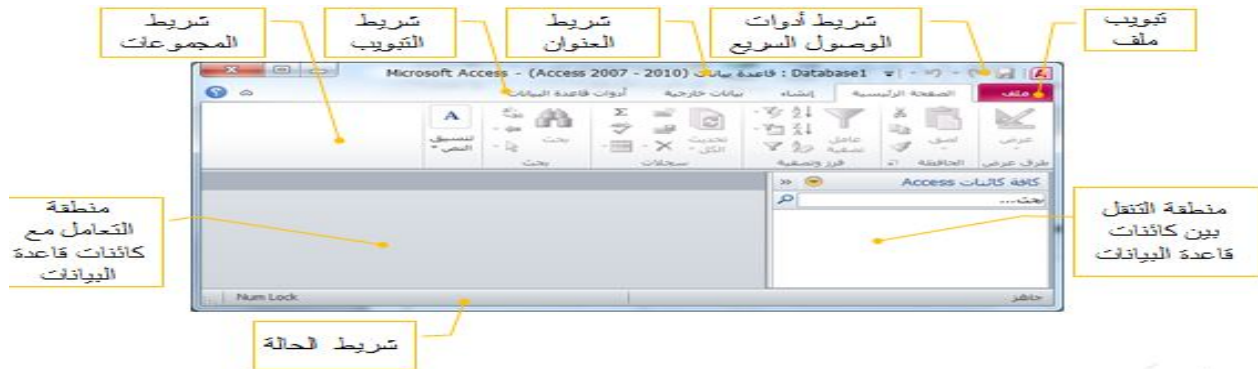 تبويب
ملف
شريط أدوات
الوصول السريع
شريط
العنوان
شريط
التبويب
شريط
المجموعات
Database1 : قاعدة بيانات (Access 2007 - 2010) - Microsoft Access
ملف الصفحة الرئيسية إنشاء بيانات خارجية أدوات قاعدة البيانات
عرض
لصق
عامل
تصفية
تحديث
الكل
بحث
تنسيق
النص
طرق عرض الحافظة فرز وتصفية سجلات بحث
كافة كائنات Access
بحث...
منطقة التنقل
بين كائنات
قاعدة البيانات
منطقة
التعامل مع
كائنات قاعدة
البيانات
جاهز
Num Lock
شريط الحالة